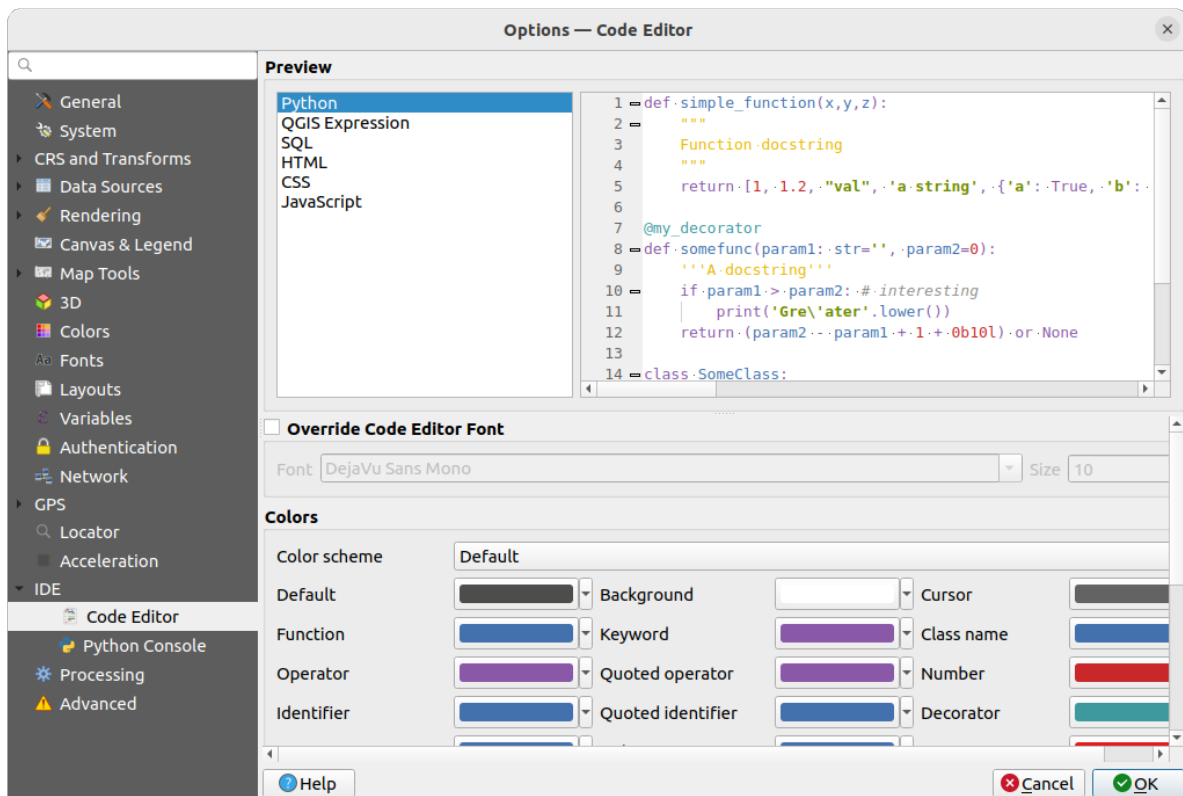 Options — Code Editor
Preview
General
System
CRS and Transforms
Data Sources
Rendering
Canvas & Legend
Map Tools
3D
Colors
Fonts
Layouts
Variables
Authentication
Network
GPS
Locator
Acceleration
IDE
Code Editor
Python Console
Processing
Advanced
Python
QGIS Expression
SQL
HTML
CSS
JavaScript
1 def·simple_function(x,y,z):
2 """
3 Function·docstring
4 """
5 return·[1,·1.2,·"val",·'a·string',·{'a':·True,·'b':·
6
7 @my_decorator
8 def·somefunc(param1:·str='',·param2=0):
9 '''A·docstring'''
10 if·param1·>·param2:·#·interesting
11 print('Gre\'ater'.lower())
12 return·(param2·-·param1·+·1·+·0b10l)·or·None
13
14 class·SomeClass:
Override Code Editor Font
Font DejaVu Sans Mono Size 10
Colors
Color scheme Default
Default Background Cursor
Function Keyword Class name
Operator Quoted operator Number
Identifier Quoted identifier Decorator
Help Cancel OK